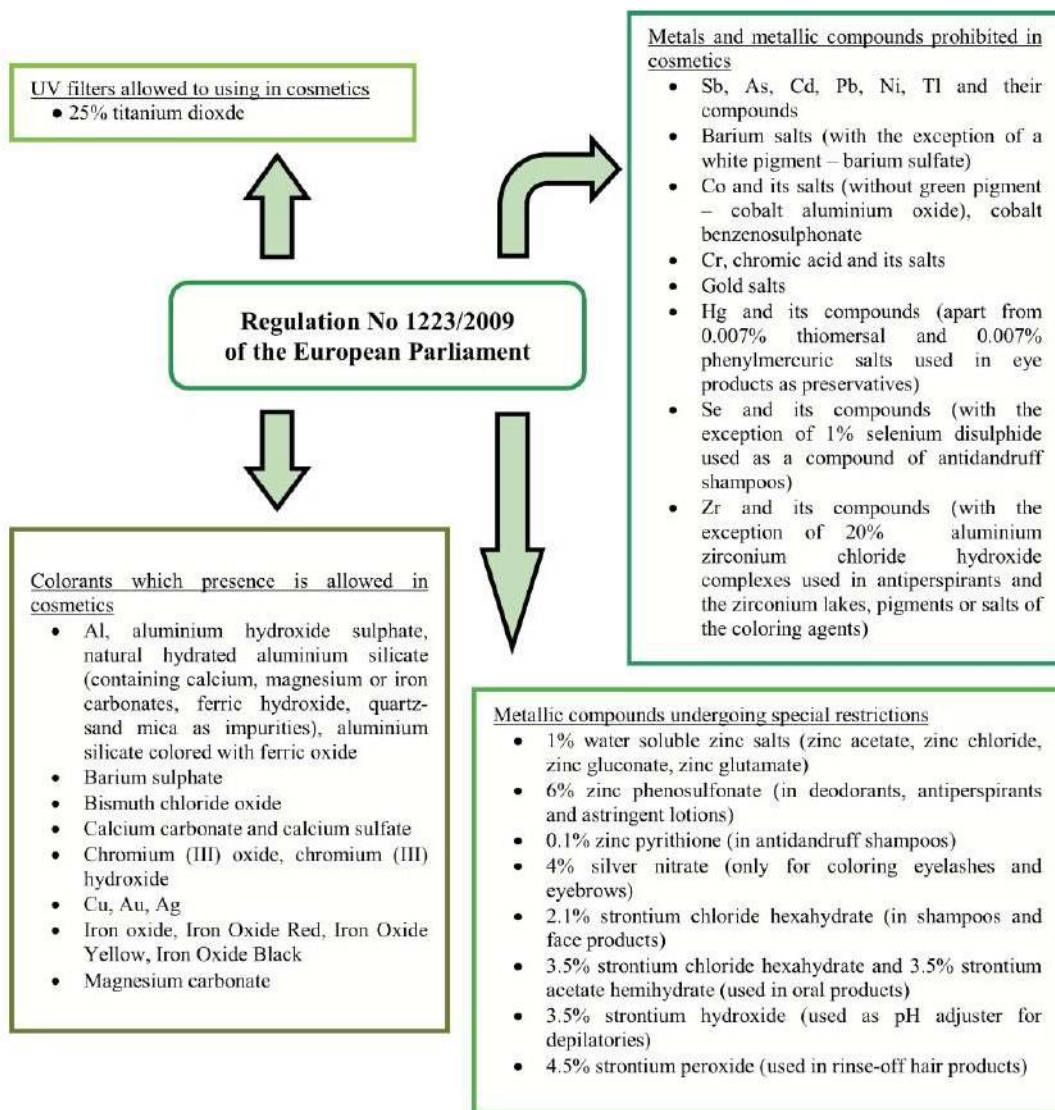 UV filters allowed to using in cosmetics
• 25% titanium dioxde
Metals and metallic compounds prohibited in
cosmetics
• Sb, As, Cd, Pb, Ni, Tl and their
compounds
• Barium salts (with the exception of a
white pigment – barium sulfate)
• Co and its salts (without green pigment
– cobalt aluminium oxide), cobalt
benzenosulphonate
• Cr, chromic acid and its salts
• Gold salts
• Hg and its compounds (apart from
0.007% thiomersal and 0.007%
phenylmercuric salts used in eye
products as preservatives)
• Se and its compounds (with the
exception of 1% selenium disulphide
used as a compound of antidandruff
shampoos)
• Zr and its compounds (with the
exception of 20% aluminium
zirconium chloride hydroxide
complexes used in antiperspirants and
the zirconium lakes, pigments or salts of
the coloring agents)
Regulation No 1223/2009
of the European Parliament
Colorants which presence is allowed in
cosmetics
• Al, aluminium hydroxide sulphate,
natural hydrated aluminium silicate
(containing calcium, magnesium or iron
carbonates, ferric hydroxide, quartz-
sand mica as impurities), aluminium
silicate colored with ferric oxide
• Barium sulphate
• Bismuth chloride oxide
• Calcium carbonate and calcium sulfate
• Chromium (III) oxide, chromium (III)
hydroxide
• Cu, Au, Ag
• Iron oxide, Iron Oxide Red, Iron Oxide
Yellow, Iron Oxide Black
• Magnesium carbonate
Metallic compounds undergoing special restrictions
• 1% water soluble zinc salts (zinc acetate, zinc chloride,
zinc gluconate, zinc glutamate)
• 6% zinc phenosulfonate (in deodorants, antiperspirants
and astringent lotions)
• 0.1% zinc pyrithione (in antidandruff shampoos)
• 4% silver nitrate (only for coloring eyelashes and
eyebrows)
• 2.1% strontium chloride hexahydrate (in shampoos and
face products)
• 3.5% strontium chloride hexahydrate and 3.5% strontium
acetate hemihydrate (used in oral products)
• 3.5% strontium hydroxide (used as pH adjuster for
depilatories)
• 4.5% strontium peroxide (used in rinse-off hair products)